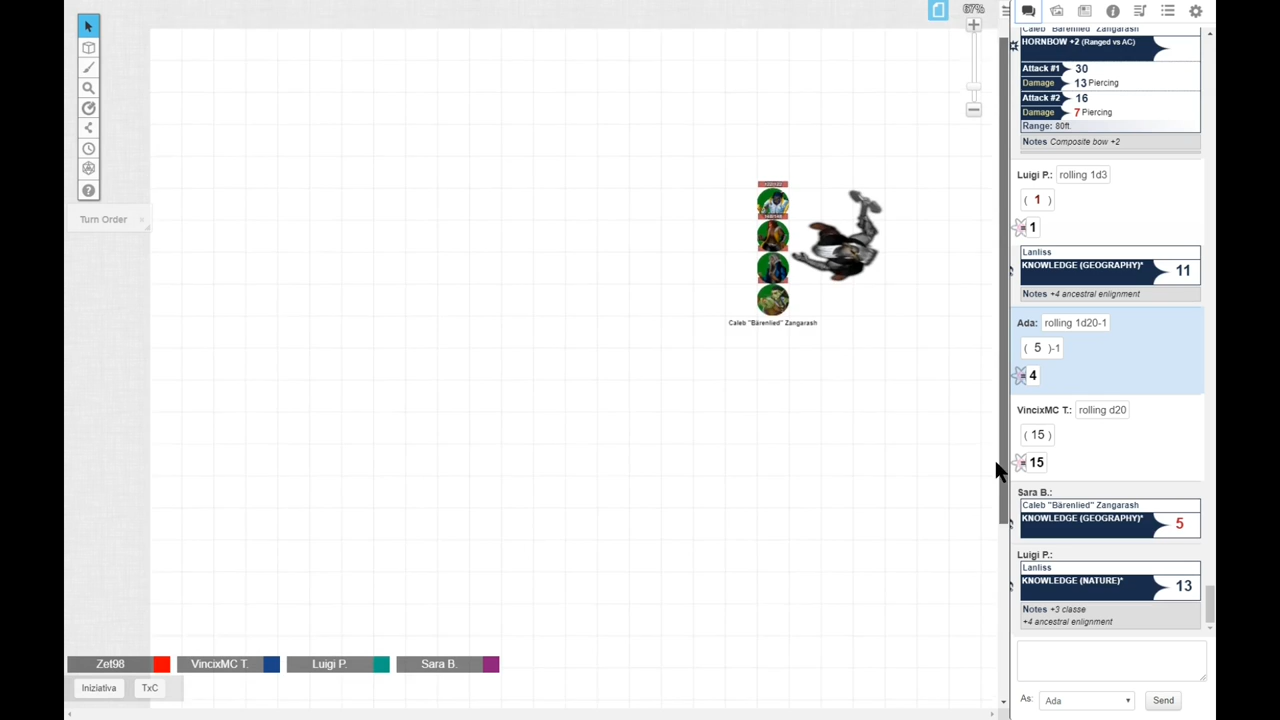 67%
Turn Order ×
Caleb "Bärenlied" Zangarash
Zet98
VincixMC T.
Luigi P.
Sara B.
Iniziativa
TxC
Caleb "Bärenlied" Zangarash
HORNBOW +2 (Ranged vs AC)
Attack #1 30
Damage 13 Piercing
Attack #2 16
Damage 7 Piercing
Range: 80ft.
Notes Composite bow +2
Luigi P.: rolling 1d3
( 1 )
= 1
Lanliss
KNOWLEDGE (GEOGRAPHY)* 11
Notes +4 ancestral enlignment
Ada: rolling 1d20-1
( 5 )-1
= 4
VincixMC T.: rolling d20
( 15 )
= 15
Sara B.:
Caleb "Bärenlied" Zangarash
KNOWLEDGE (GEOGRAPHY)* 5
Luigi P.:
Lanliss
KNOWLEDGE (NATURE)* 13
Notes +3 classe
+4 ancestral enlignment
As: Ada
Send